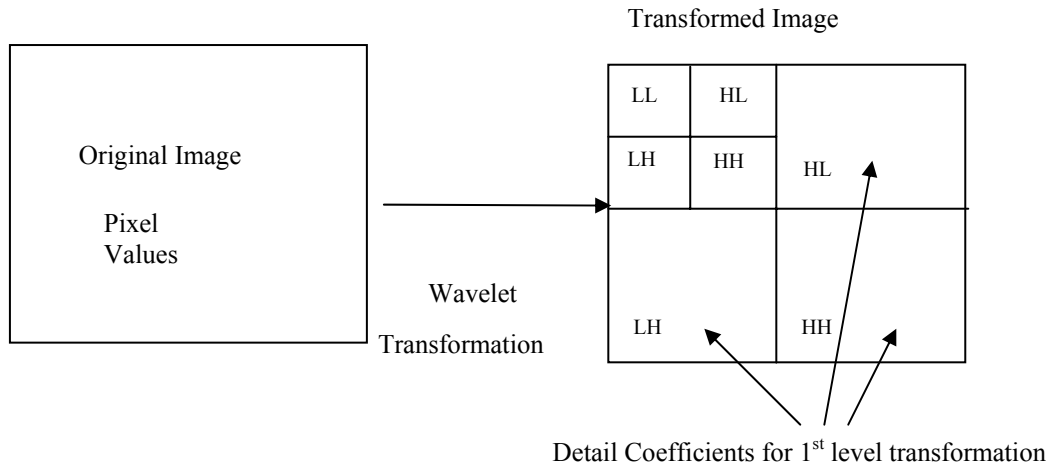 Transformed Image
Original Image
Pixel
Values
Wavelet
Transformation
LL HL
LH HH
HL
LH HH
Detail Coefficients for 1st level transformation